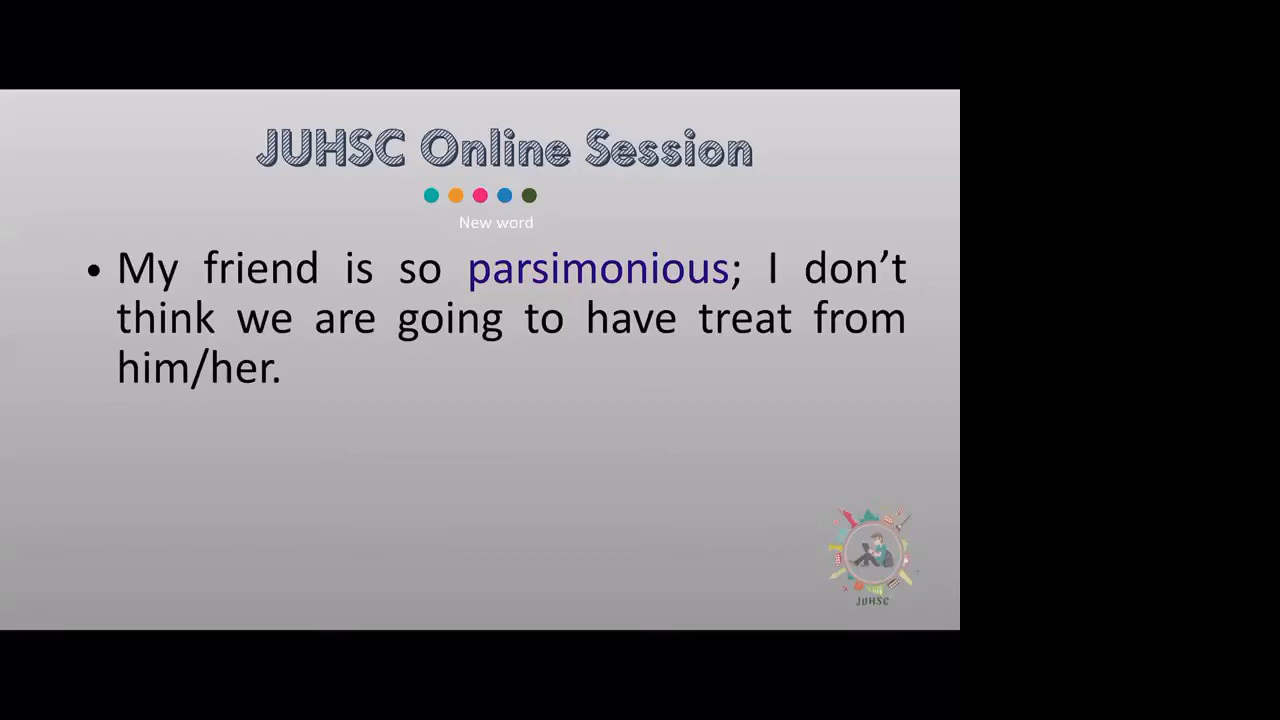 JUHSC Online Session
New word
• My friend is so parsimonious; I don’t
think we are going to have treat from
him/her.
JUHSC